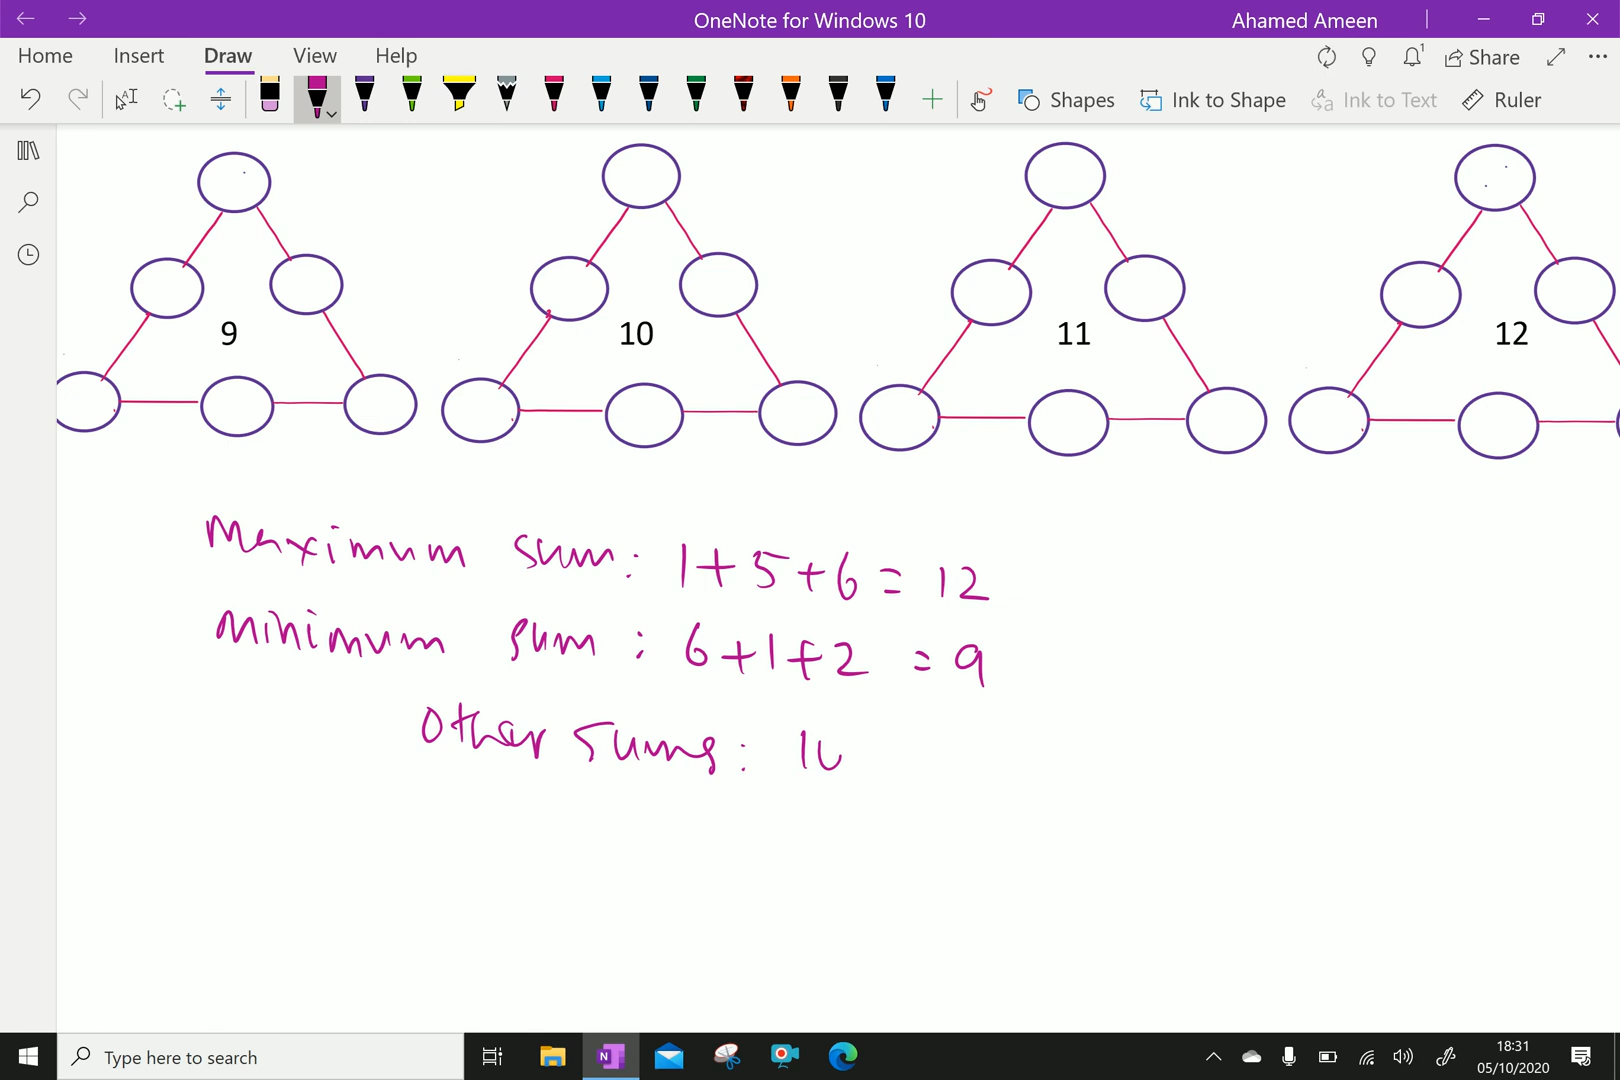 OneNote for Windows 10
Ahamed Ameen
Home Insert Draw View Help
1 Share
Shapes Ink to Shape Ink to Text Ruler
9 10 11 12
Maximum sum: 1+5+6 = 12
Minimum sum: 6+1+2 = 9
Other sums: 10
Type here to search
18:31
05/10/2020